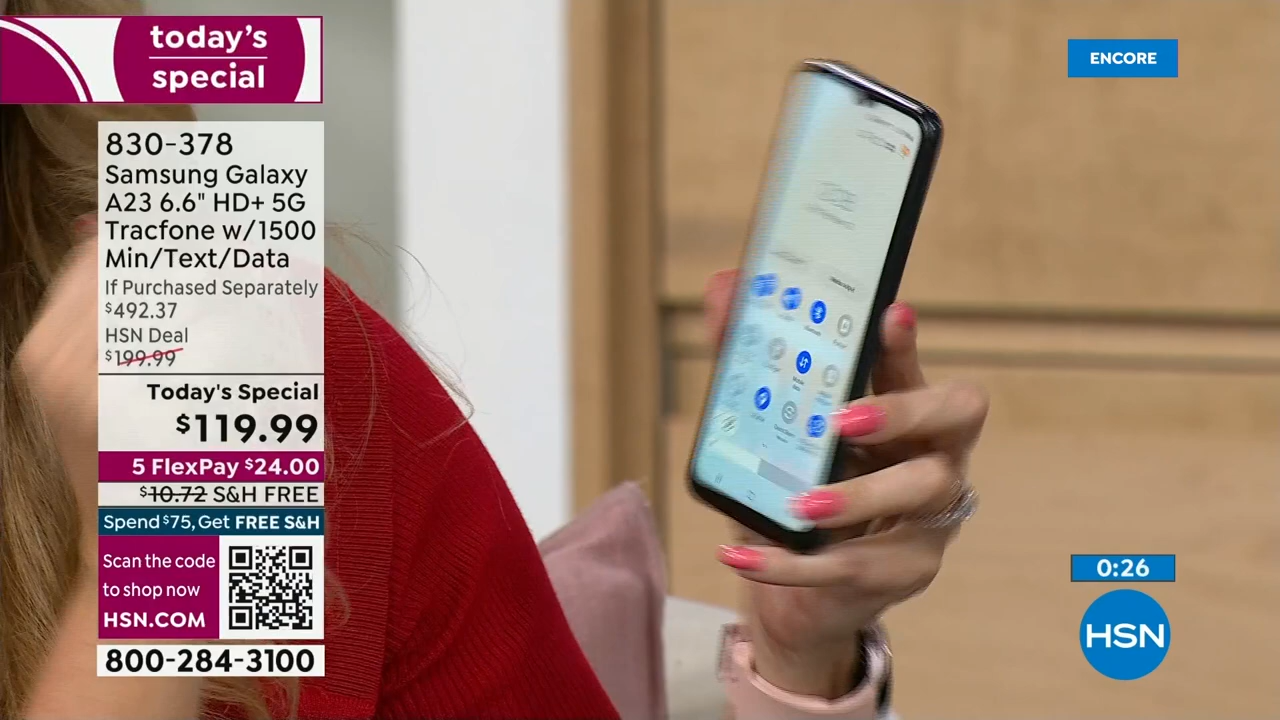 today's
special
ENCORE
830-378
Samsung Galaxy
A23 6.6" HD+ 5G
Tracfone w/1500
Min/Text/Data
If Purchased Separately
$492.37
HSN Deal
$199.99
Today's Special
$119.99
5 FlexPay $24.00
$10.72 S&H FREE
Spend $75, Get FREE S&H
Scan the code
to shop now
HSN.COM
800-284-3100
0:26
HSN